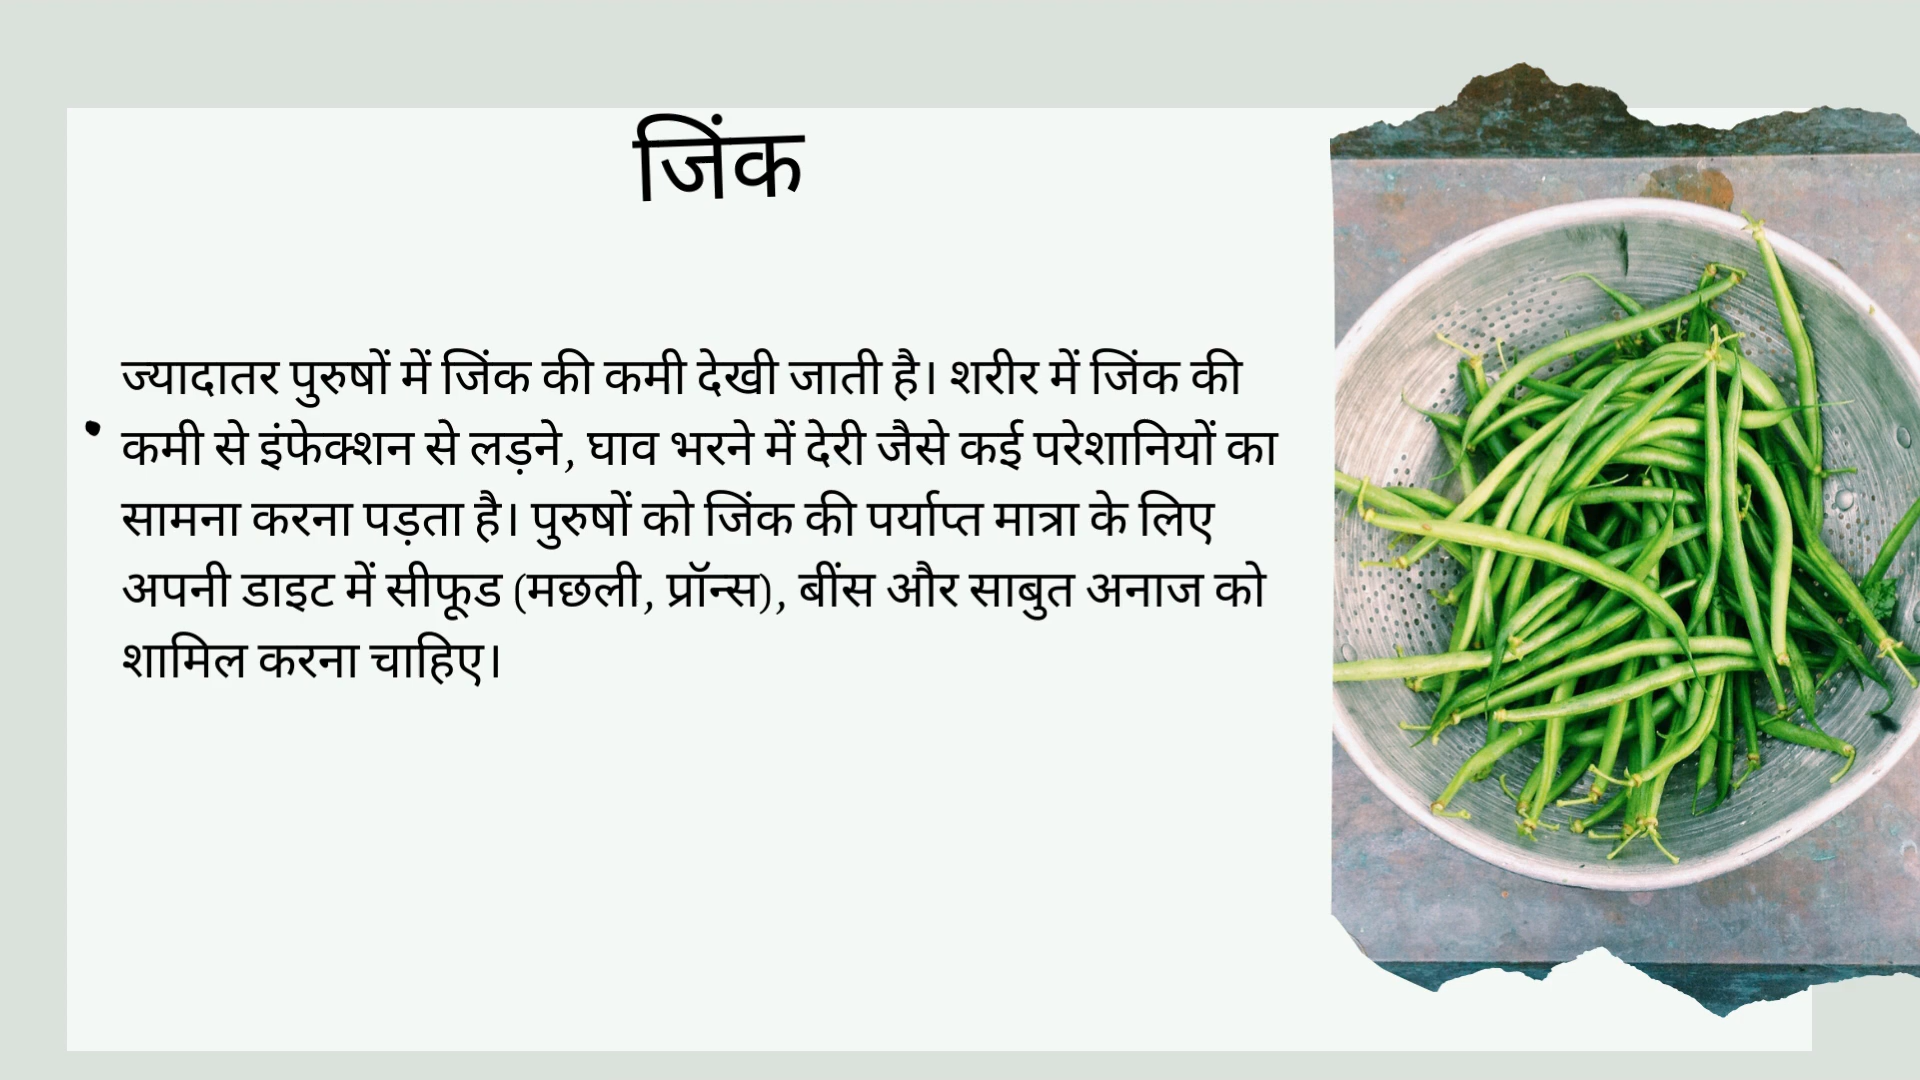 जिंक
ज्यादातर पुरुषों में जिंक की कमी देखी जाती है। शरीर में जिंक की
कमी से इंफेक्शन से लड़ने, घाव भरने में देरी जैसे कई परेशानियों का
सामना करना पड़ता है। पुरुषों को जिंक की पर्याप्त मात्रा के लिए
अपनी डाइट में सीफूड (मछली, प्रॉन्स), बींस और साबुत अनाज को
शामिल करना चाहिए।